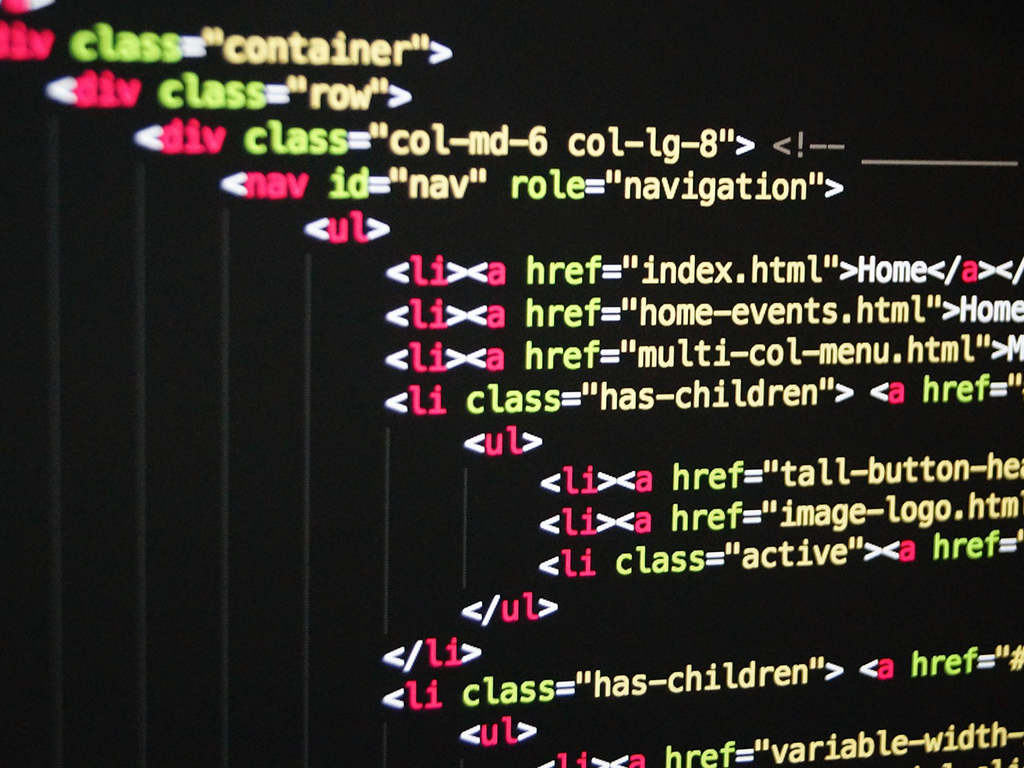 div class="container">
<div class="row">
<div class="col-md-6 col-lg-8"> <!-- __________
<nav id="nav" role="navigation">
<ul>
<li><a href="index.html">Home</a></
<li><a href="home-events.html">Home
<li><a href="multi-col-menu.html">M
<li class="has-children"> <a href="
<ul>
<li><a href="tall-button-hea
<li><a href="image-logo.htm
<li class="active"><a href="
</ul>
</li>
<li class="has-children"> <a href="#
<ul>
<li><a href="variable-width-